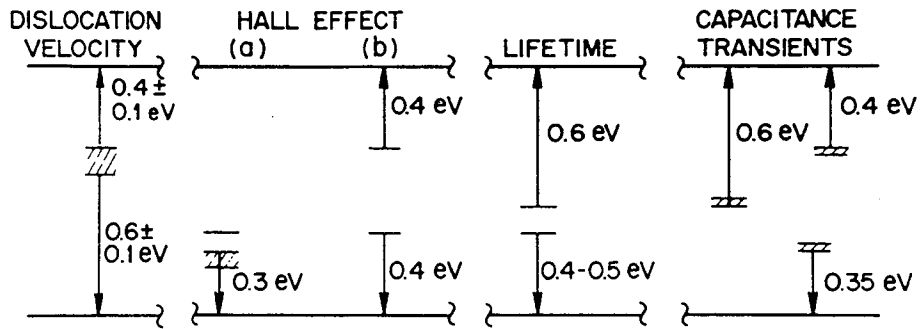 DISLOCATION VELOCITY
HALL EFFECT
(a) (b)
LIFETIME
CAPACITANCE TRANSIENTS
0.4 ±
0.1 eV
0.4 eV
0.6 eV
0.6 eV
0.4 eV
0.6 ±
0.1 eV
0.3 eV
0.4 eV
0.4-0.5 eV
0.35 eV